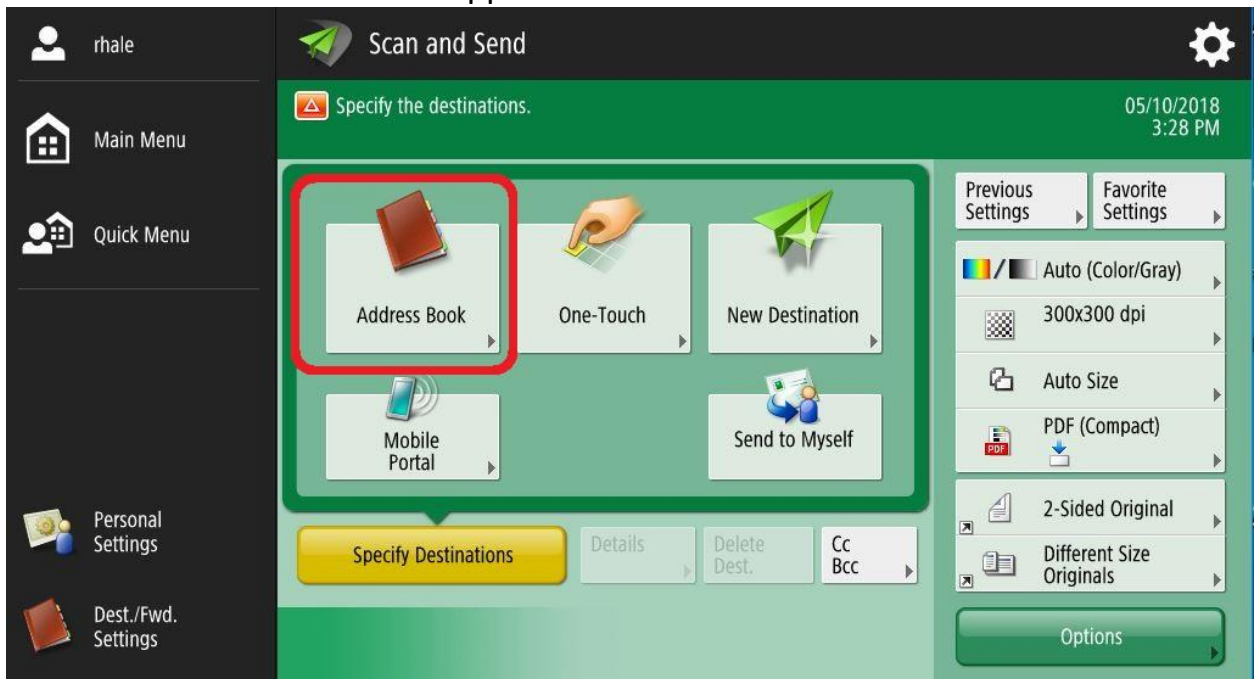 rhale
Scan and Send
Specify the destinations.
05/10/2018
3:28 PM
Main Menu
Quick Menu
Personal
Settings
Dest./Fwd.
Settings
Address Book
One-Touch
New Destination
Mobile
Portal
Send to Myself
Specify Destinations
Details
Delete
Dest.
Cc
Bcc
Previous
Settings
Favorite
Settings
Auto (Color/Gray)
300x300 dpi
Auto Size
PDF
PDF (Compact)
2-Sided Original
Different Size
Originals
Options